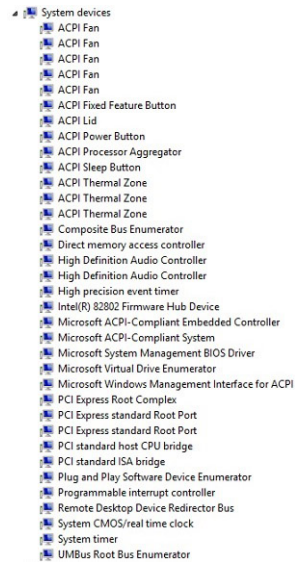 System devices
ACPI Fan
ACPI Fan
ACPI Fan
ACPI Fan
ACPI Fan
ACPI Fixed Feature Button
ACPI Lid
ACPI Power Button
ACPI Processor Aggregator
ACPI Sleep Button
ACPI Thermal Zone
ACPI Thermal Zone
ACPI Thermal Zone
Composite Bus Enumerator
Direct memory access controller
High Definition Audio Controller
High Definition Audio Controller
High precision event timer
Intel(R) 82802 Firmware Hub Device
Microsoft ACPI-Compliant Embedded Controller
Microsoft ACPI-Compliant System
Microsoft System Management BIOS Driver
Microsoft Virtual Drive Enumerator
Microsoft Windows Management Interface for ACPI
PCI Express Root Complex
PCI Express standard Root Port
PCI Express standard Root Port
PCI standard host CPU bridge
PCI standard ISA bridge
Plug and Play Software Device Enumerator
Programmable interrupt controller
Remote Desktop Device Redirector Bus
System CMOS/real time clock
System timer
UMBus Root Bus Enumerator